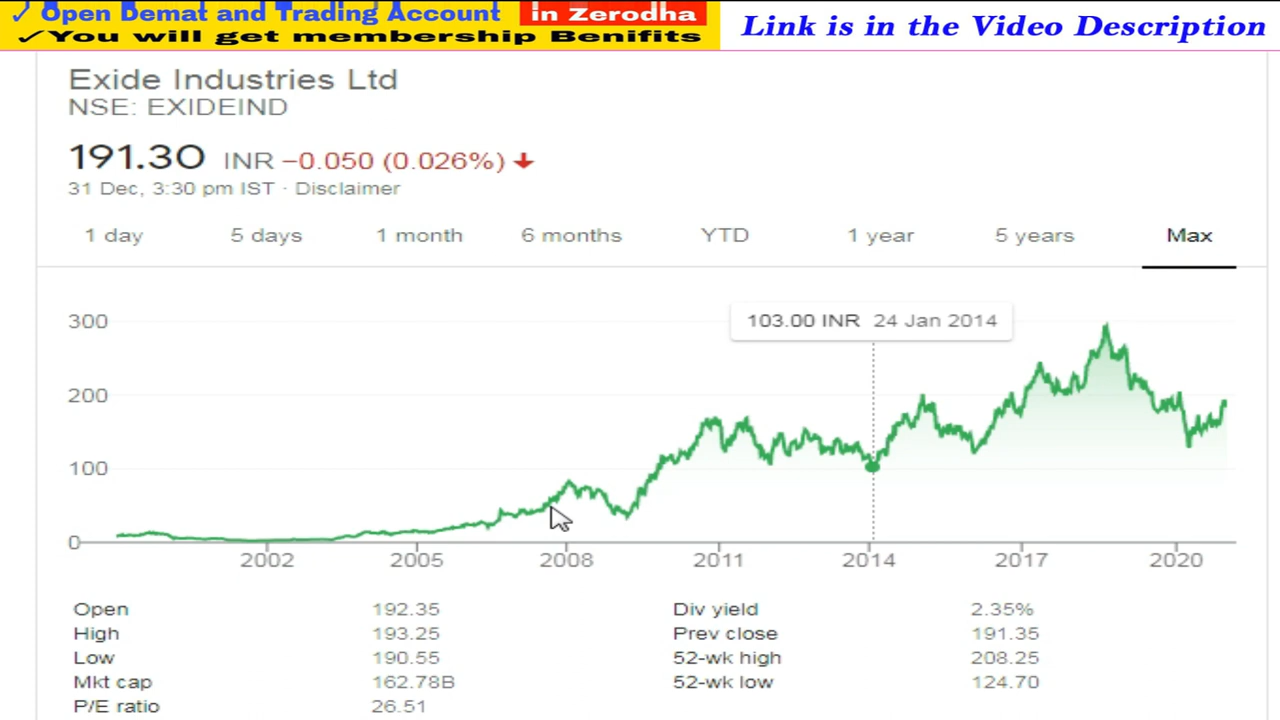 ✓ Open Demat and Trading Account in Zerodha
✓You will get membership Benifits
Link is in the Video Description
Exide Industries Ltd
NSE: EXIDEIND
191.30 INR −0.050 (0.026%) ↓
31 Dec, 3:30 pm IST · Disclaimer
1 day 5 days 1 month 6 months YTD 1 year 5 years Max
103.00 INR 24 Jan 2014
300
200
100
0
2002 2005 2008 2011 2014 2017 2020
Open 192.35 Div yield 2.35%
High 193.25 Prev close 191.35
Low 190.55 52-wk high 208.25
Mkt cap 162.78B 52-wk low 124.70
P/E ratio 26.51